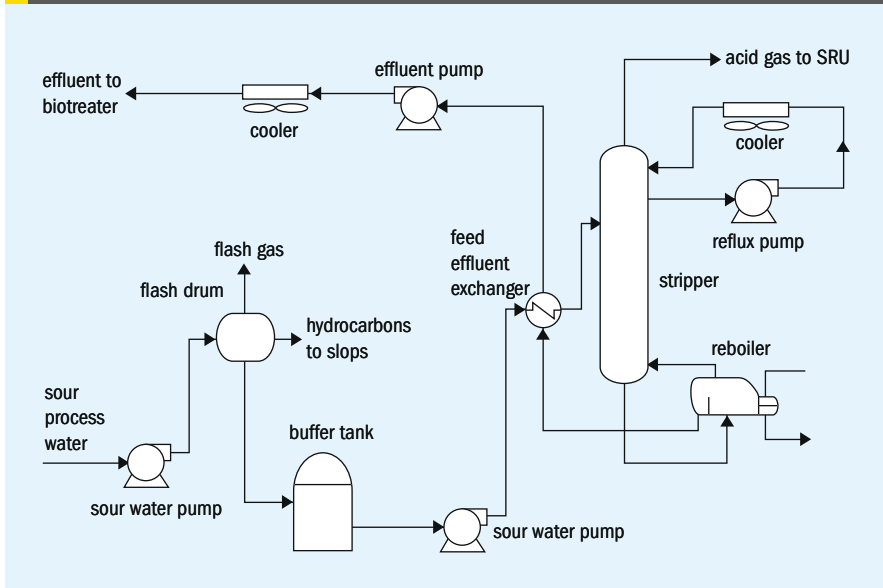 effluent to
biotreater
cooler
effluent pump
acid gas to SRU
cooler
reflux pump
stripper
feed
effluent
exchanger
flash gas
flash drum
hydrocarbons
to slops
reboiler
sour
process
water
buffer tank
sour water pump
sour water pump